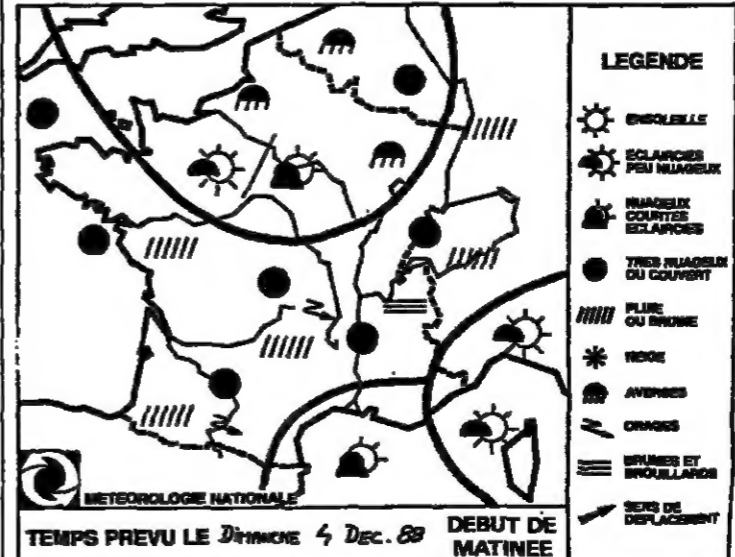 LEGENDE
ENSOLEILLE
ECLAIRCIES
PEU NUAGEUX
NUAGEUX
COURTES
ECLAIRCIES
TRES NUAGEUX
OU COUVERT
PLUIE
OU BRUINE
NEIGE
AVERSES
ORAGES
BRUMES ET
BROUILLARDS
SENS DE
DEPLACEMENT
METEOROLOGIE NATIONALE
TEMPS PREVU LE DIMANCHE 4 DEC. 88 DEBUT DE
MATINEE